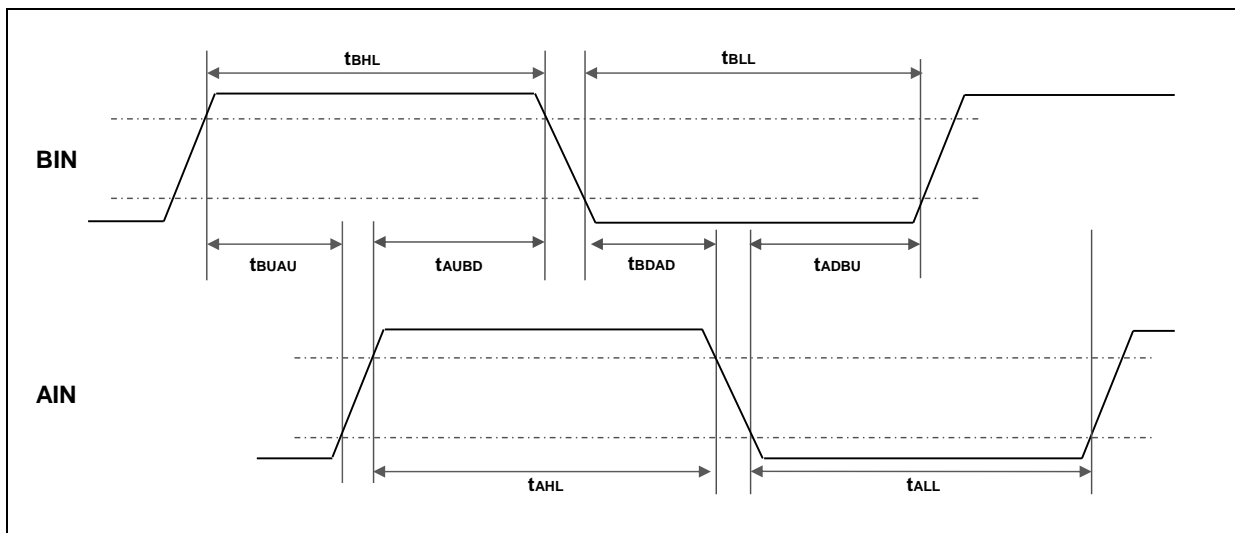 tBHL tBLL
BIN
tBUAU tAUBD tBDAD tADBU
AIN
tAHL tALL